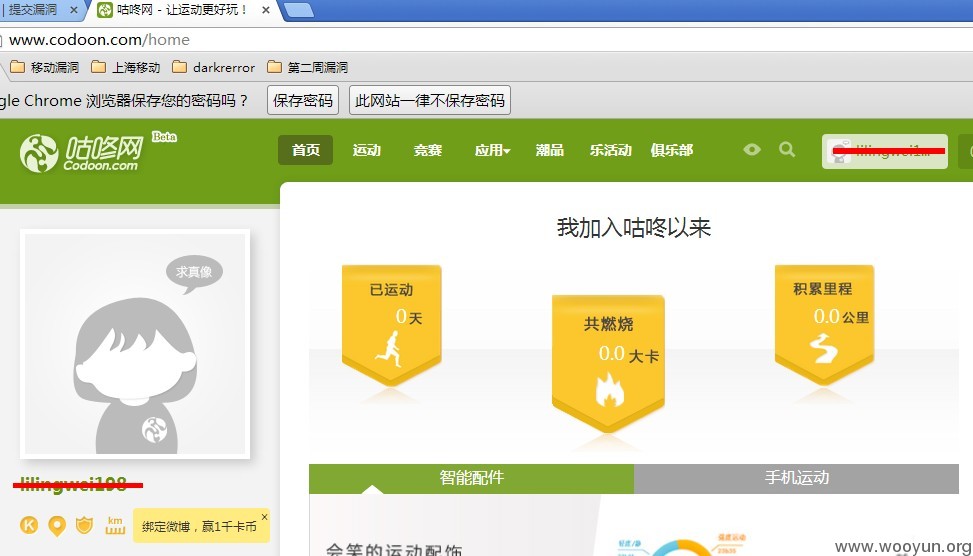 提交漏洞
咕咚网 - 让运动更好玩！
www.codoon.com/home
移动漏洞 上海移动 darkrerror 第二周漏洞
gle Chrome 浏览器保存您的密码吗？ 保存密码 此网站一律不保存密码
咕咚网 Beta
Codoon.com
首页 运动 竞赛 应用 潮品 乐活动 俱乐部
我加入咕咚以来
求真像
已运动
0 天
共燃烧
0.0 大卡
积累里程
0.0 公里
智能配件 手机运动
K
km
绑定微博，赢1千卡币
会笑的运动配饰
www.wooyun.org